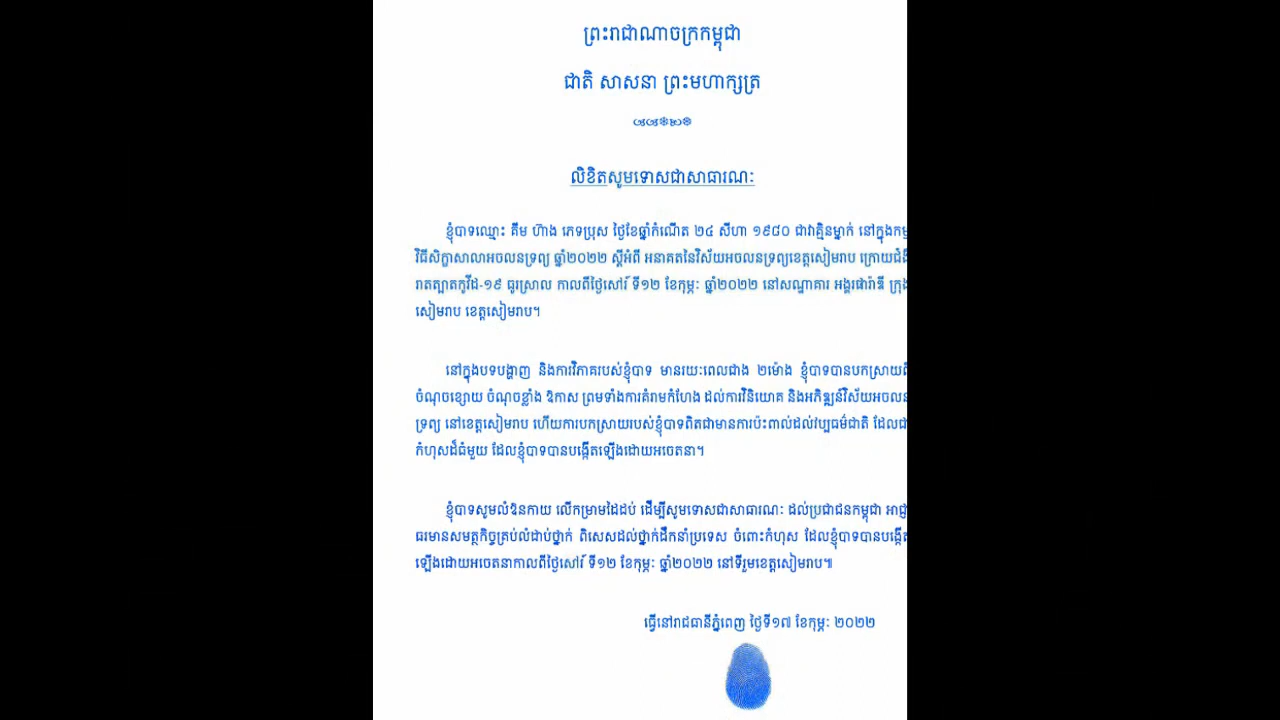 ព្រះរាជាណាចក្រកម្ពុជា
ជាតិ សាសនា ព្រះមហាក្សត្រ
លិខិតសូមទោសជាសាធារណៈ
ខ្ញុំបាទឈ្មោះ គឹម ហ៊ាង ភេទប្រុស ថ្ងៃខែឆ្នាំកំណើត ២៤ សីហា ១៩៨០ ជាវាគ្មិនម្នាក់ នៅក្នុងកម្ម
វិធីសិក្ខាសាលាអចលនទ្រព្យ ឆ្នាំ២០២២ ស្តីអំពី អនាគតនៃវិស័យអចលនទ្រព្យខេត្តសៀមរាប ក្រោយជំងឺ
រាតត្បាតកូវីដ-១៩ ធូរស្រាល កាលពីថ្ងៃសៅរ៍ ទី១២ ខែកុម្ភៈ ឆ្នាំ២០២២ នៅសណ្ឋាគារ អង្គរផារ៉ាឌី ក្រុង
សៀមរាប ខេត្តសៀមរាប។
នៅក្នុងបទបង្ហាញ និងការវិភាគរបស់ខ្ញុំបាទ មានរយៈពេលជាង ២ម៉ោង ខ្ញុំបាទបានបកស្រាយពី
ចំណុចខ្សោយ ចំណុចខ្លាំង ឱកាស ព្រមទាំងការគំរាមកំហែង ដល់ការវិនិយោគ និងអភិវឌ្ឍន៍វិស័យអចលន
ទ្រព្យ នៅខេត្តសៀមរាប ហើយការបកស្រាយរបស់ខ្ញុំបាទពិតជាមានការប៉ះពាល់ដល់វប្បធម៌ជាតិ ដែលជា
កំហុសដ៏ធំមួយ ដែលខ្ញុំបាទបានបង្កើតឡើងដោយអចេតនា។
ខ្ញុំបាទសូមលំឱនកាយ លើកម្រាមដៃដប់ ដើម្បីសូមទោសជាសាធារណៈ ដល់ប្រជាជនកម្ពុជា អាជ្ញា
ធរមានសមត្ថកិច្ចគ្រប់លំដាប់ថ្នាក់ ពិសេសដល់ថ្នាក់ដឹកនាំប្រទេស ចំពោះកំហុស ដែលខ្ញុំបាទបានបង្កើត
ឡើងដោយអចេតនាកាលពីថ្ងៃសៅរ៍ ទី១២ ខែកុម្ភៈ ឆ្នាំ២០២២ នៅទីរួមខេត្តសៀមរាប៕
ធ្វើនៅរាជធានីភ្នំពេញ ថ្ងៃទី១៧ ខែកុម្ភៈ ២០២២